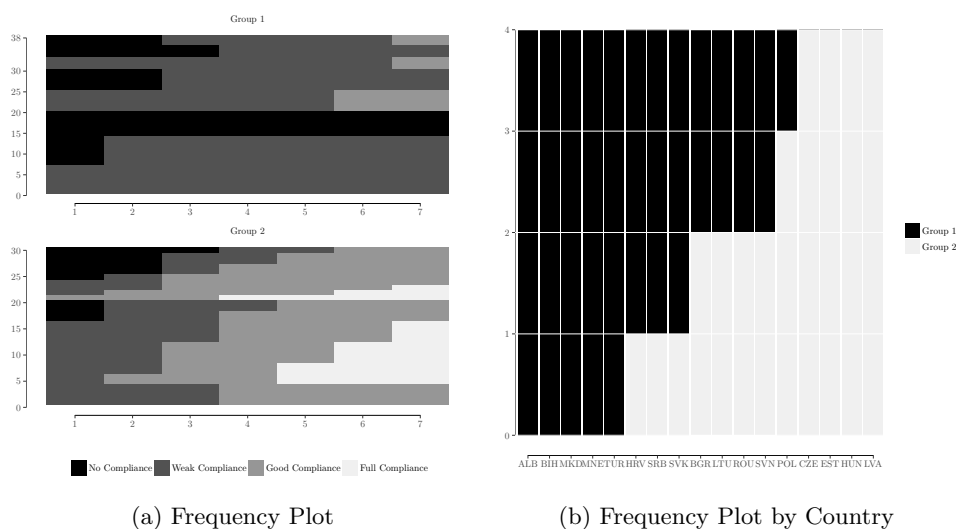 Group 1
38
30
25
20
15
10
5
0
1 2 3 4 5 6 7
Group 2
30
25
20
15
10
5
0
1 2 3 4 5 6 7
No Compliance Weak Compliance Good Compliance Full Compliance
(a) Frequency Plot
4
3
2
1
0
ALB BIH MKD MNE TUR HRV SRB SVK BGR LTU ROU SVN POL CZE EST HUN LVA
Group 1
Group 2
(b) Frequency Plot by Country